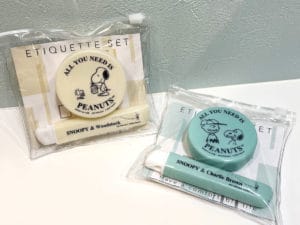 ETIQUETTE SET
ALL YOU NEED IS
PEANUTS
SNOOPY & Woodstock
ETIQUETTE SET
ALL YOU NEED IS
PEANUTS
SNOOPY & Charlie Brown